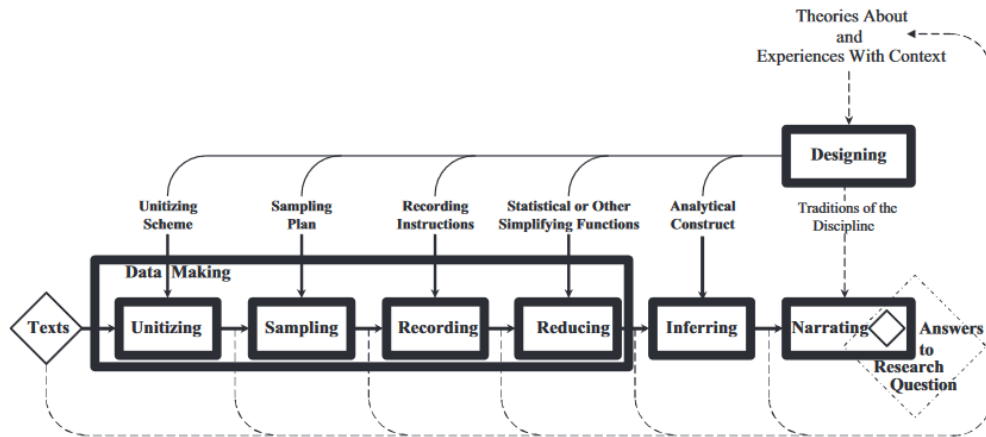 Theories About
and
Experiences With Context
Designing
Unitizing
Scheme
Sampling
Plan
Recording
Instructions
Statistical or Other
Simplifying Functions
Analytical
Construct
Traditions of the
Discipline
Data Making
Texts
Unitizing
Sampling
Recording
Reducing
Inferring
Narrating
Answers
to
Research
Question